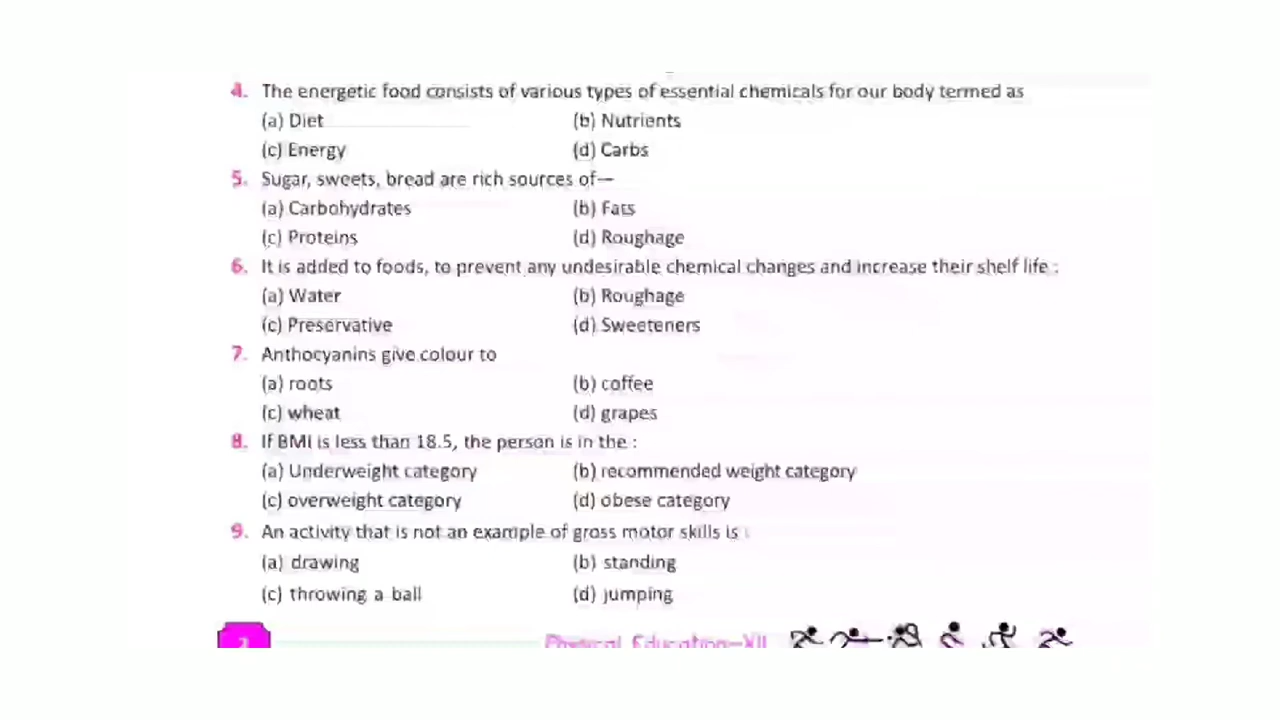 4. The energetic food consists of various types of essential chemicals for our body termed as
(a) Diet (b) Nutrients
(c) Energy (d) Carbs
5. Sugar, sweets, bread are rich sources of—
(a) Carbohydrates (b) Fats
(c) Proteins (d) Roughage
6. It is added to foods, to prevent any undesirable chemical changes and increase their shelf life :
(a) Water (b) Roughage
(c) Preservative (d) Sweeteners
7. Anthocyanins give colour to
(a) roots (b) coffee
(c) wheat (d) grapes
8. If BMI is less than 18.5, the person is in the :
(a) Underweight category (b) recommended weight category
(c) overweight category (d) obese category
9. An activity that is not an example of gross motor skills is :
(a) drawing (b) standing
(c) throwing a ball (d) jumping
Physical Education—XII